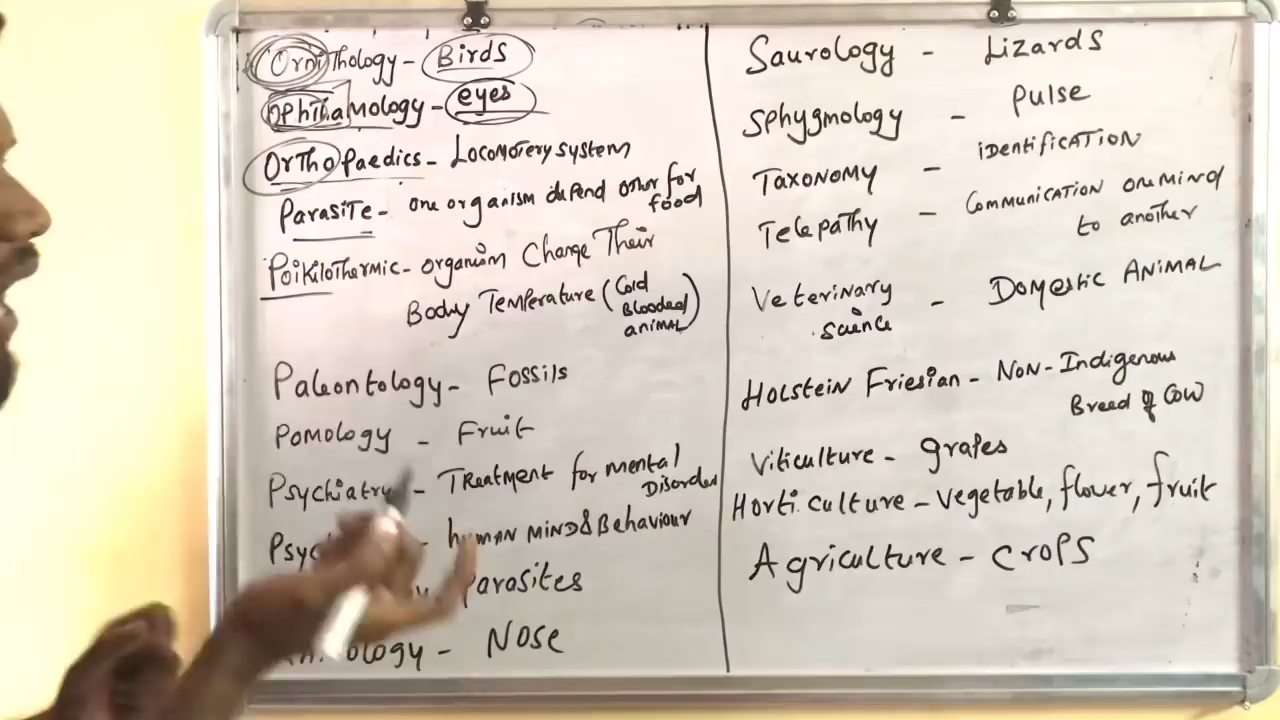 Ornithology - Birds
Ophthamology - eyes
Orthopaedics - Locomotery system
Parasite - one organism depend other for
food
Poikilothermic - organism Change Their
Body Temperature (Cold
Blooded
animal)
Paleontology - Fossils
Pomology - Fruit
Psychiatry - Treatment for mental
Disorder
human mind & Behaviour
Parasites
Nose
Saurology - Lizards
Sphygmology - Pulse
Taxonomy - identification
Telepathy - Communication one mind
to another
Veterinary - Domestic Animal
science
Holstein Friesian - Non-Indigenous
Breed of Cow
Viticulture - grapes
Horticulture - vegetable, flower, fruit
Agriculture - crops